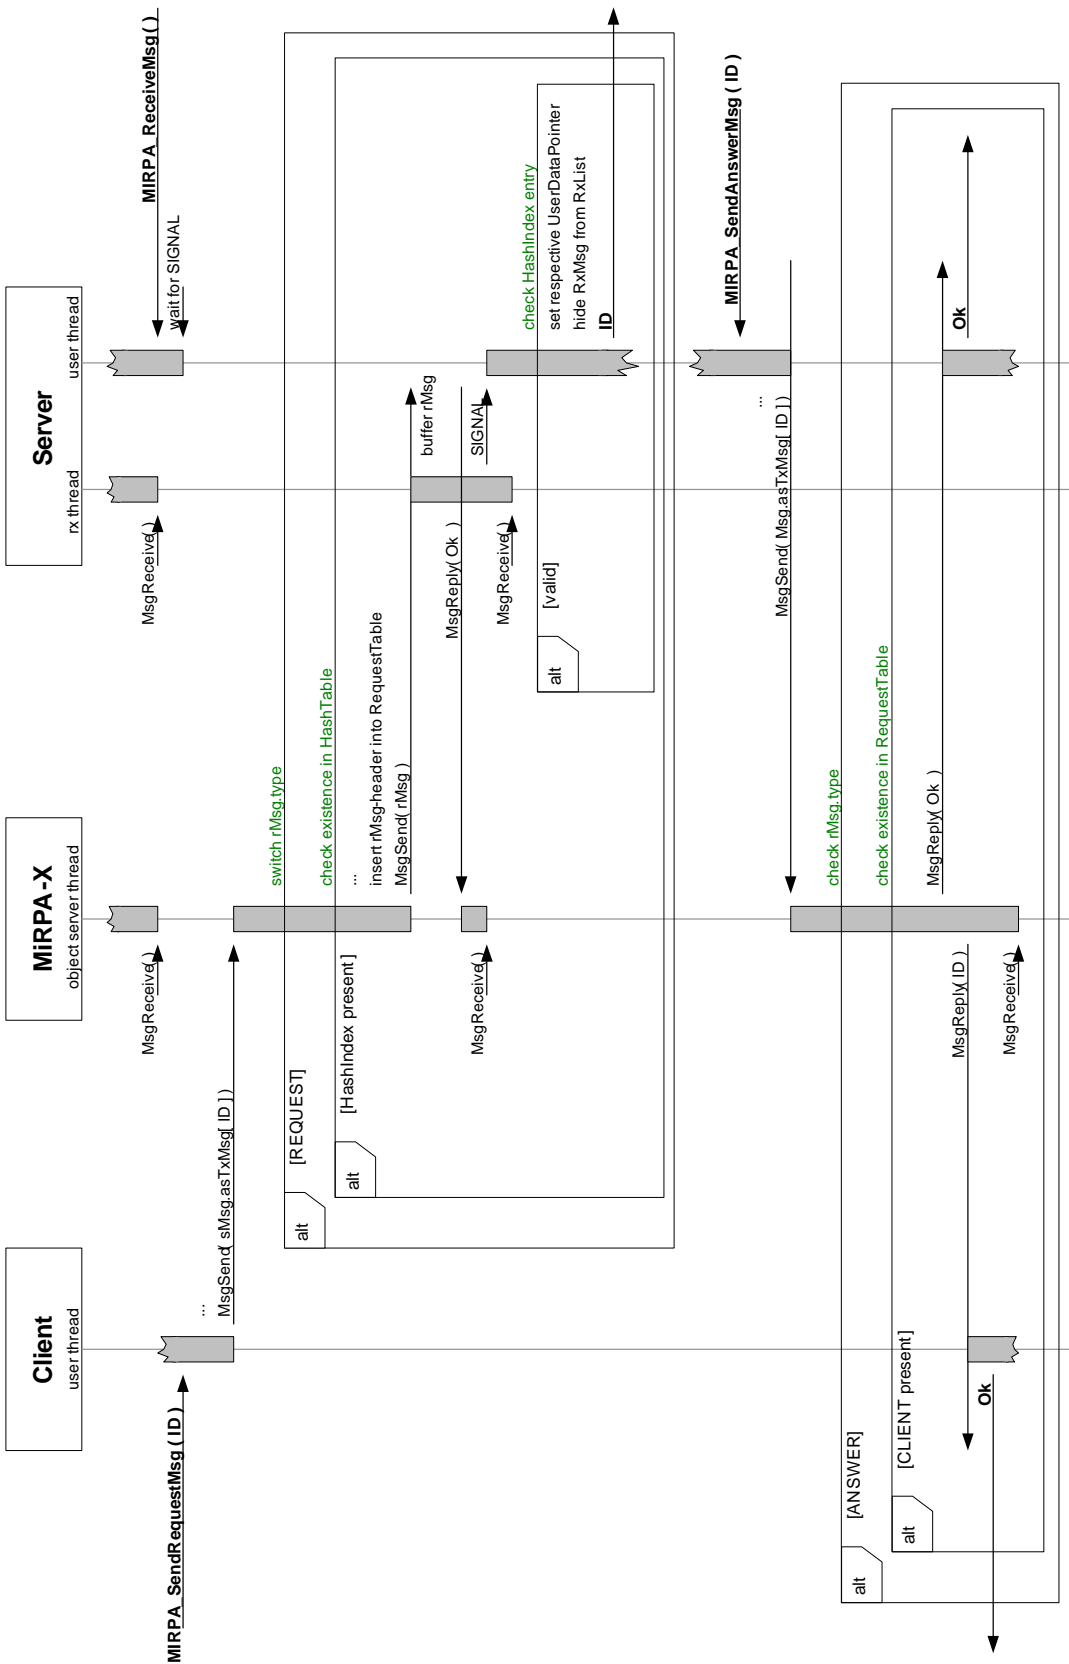 Client
user thread
MiRPA-X
object server thread
Server
rx thread
user thread
MIRPA_ReceiveMsg ( )
MsgReceive( )
MsgReceive( )
wait for SIGNAL
MIRPA_SendRequestMsg ( ID )
...
MsgSend( sMsg.asTxMsg[ ID ] )
switch rMsg.type
alt
[REQUEST]
check existence in HashTable
alt
[HashIndex present]
...
insert rMsg-header into RequestTable
MsgSend( rMsg )
buffer rMsg
MsgReply( Ok )
MsgReceive( )
SIGNAL
MsgReceive( )
check HashIndex entry
alt
[valid]
set respective UserDataPointer
hide RxMsg from RxList
ID
MIRPA_SendAnswerMsg ( ID )
...
MsgSend( Msg.asTxMsg[ ID ] )
check rMsg.type
alt
[ANSWER]
check existence in RequestTable
alt
[CLIENT present]
MsgReply( Ok )
MsgReply( ID )
Ok
Ok
MsgReceive( )